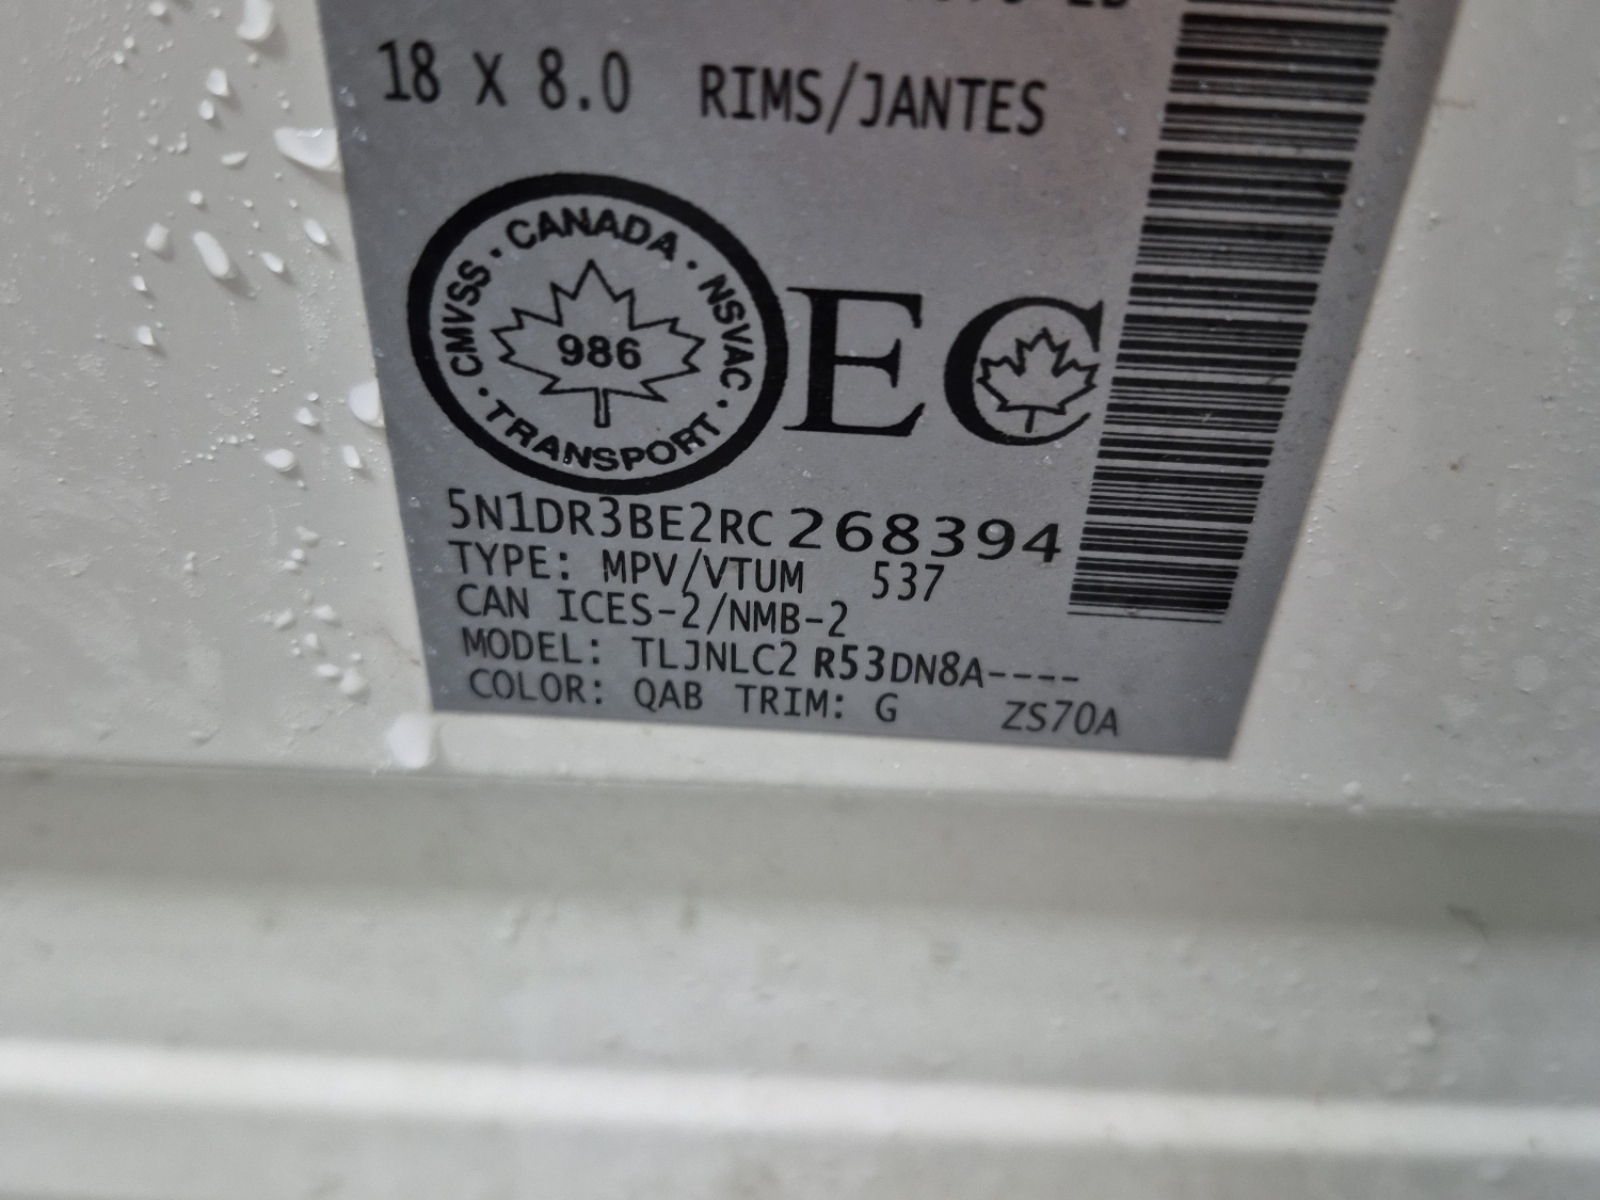 18 X 8.0 RIMS/JANTES
CANADA · NSVAC · TRANSPORT · CMVSS ·
986
EC
5N1DR3BE2RC268394
TYPE: MPV/VTUM 537
CAN ICES-2/NMB-2
MODEL: TLJNLC2 R53DN8A----
COLOR: QAB TRIM: G ZS70A